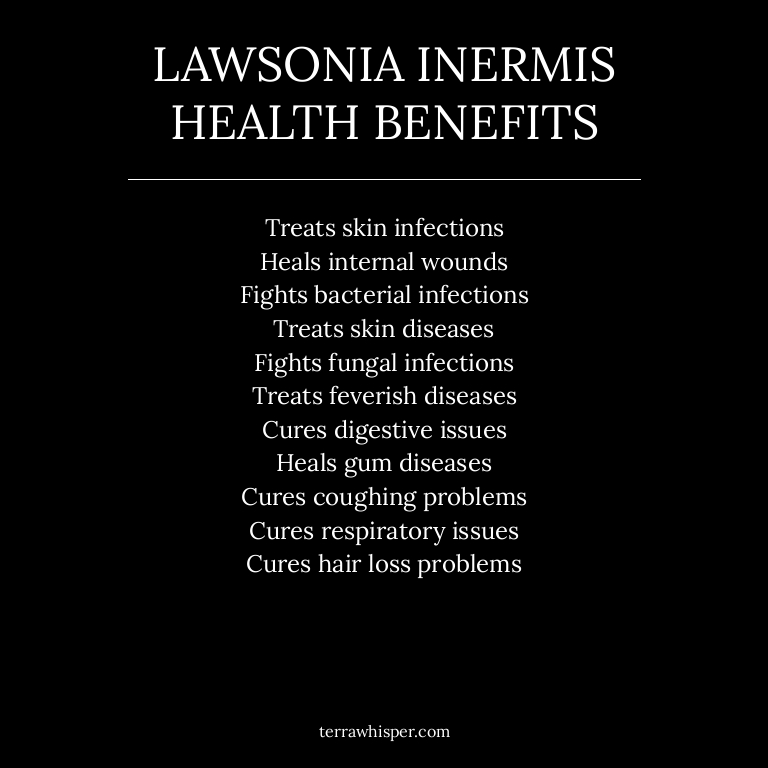 LAWSONIA INERMIS
HEALTH BENEFITS
Treats skin infections
Heals internal wounds
Fights bacterial infections
Treats skin diseases
Fights fungal infections
Treats feverish diseases
Cures digestive issues
Heals gum diseases
Cures coughing problems
Cures respiratory issues
Cures hair loss problems
terrawhisper.com